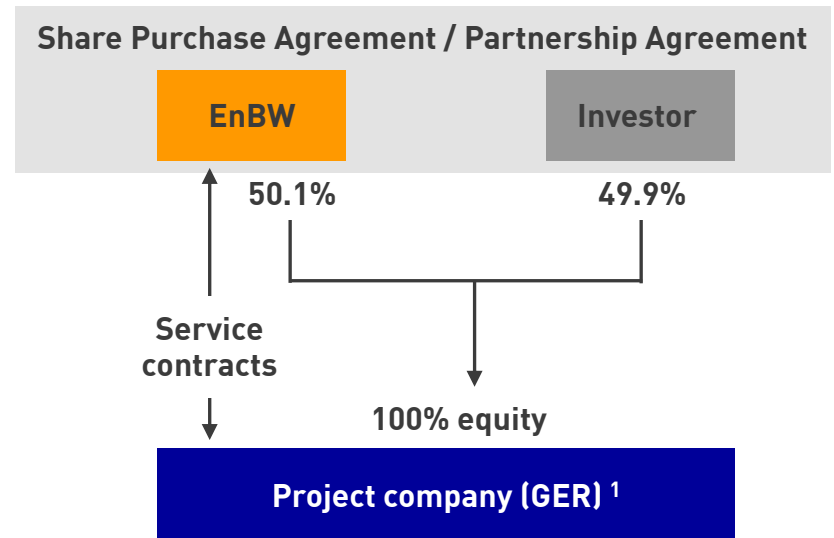 Share Purchase Agreement / Partnership Agreement
EnBW
Investor
50.1%
49.9%
Service
contracts
100% equity
Project company (GER) 1